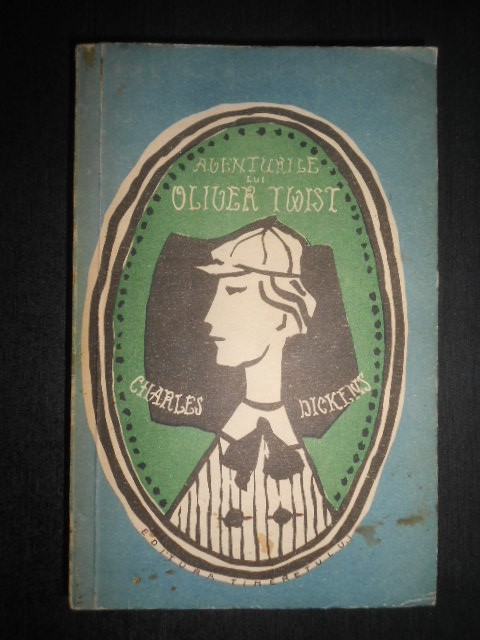 AVENTURILE
LUI
OLIVER TWIST
CHARLES DICKENS
EDITURA TINERETULUI